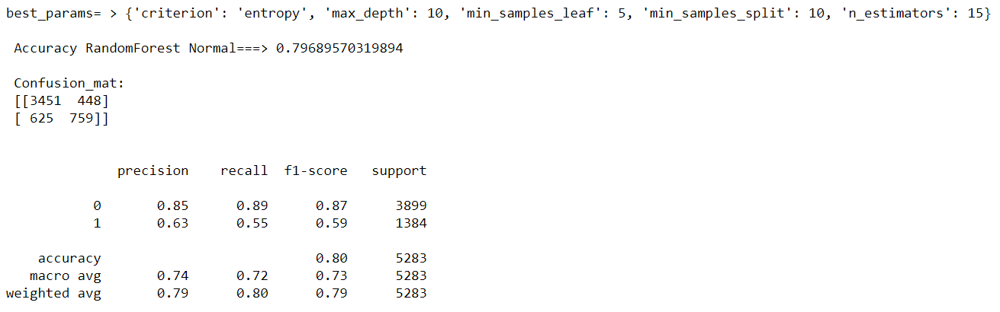 best_params= > {'criterion': 'entropy', 'max_depth': 10, 'min_samples_leaf': 5, 'min_samples_split': 10, 'n_estimators': 15}
Accuracy RandomForest Normal===> 0.79689570319894
Confusion_mat:
[[3451  448]
[ 625  759]]
precision    recall  f1-score   support
0       0.85      0.89      0.87      3899
1       0.63      0.55      0.59      1384
accuracy                           0.80      5283
macro avg       0.74      0.72      0.73      5283
weighted avg       0.79      0.80      0.79      5283